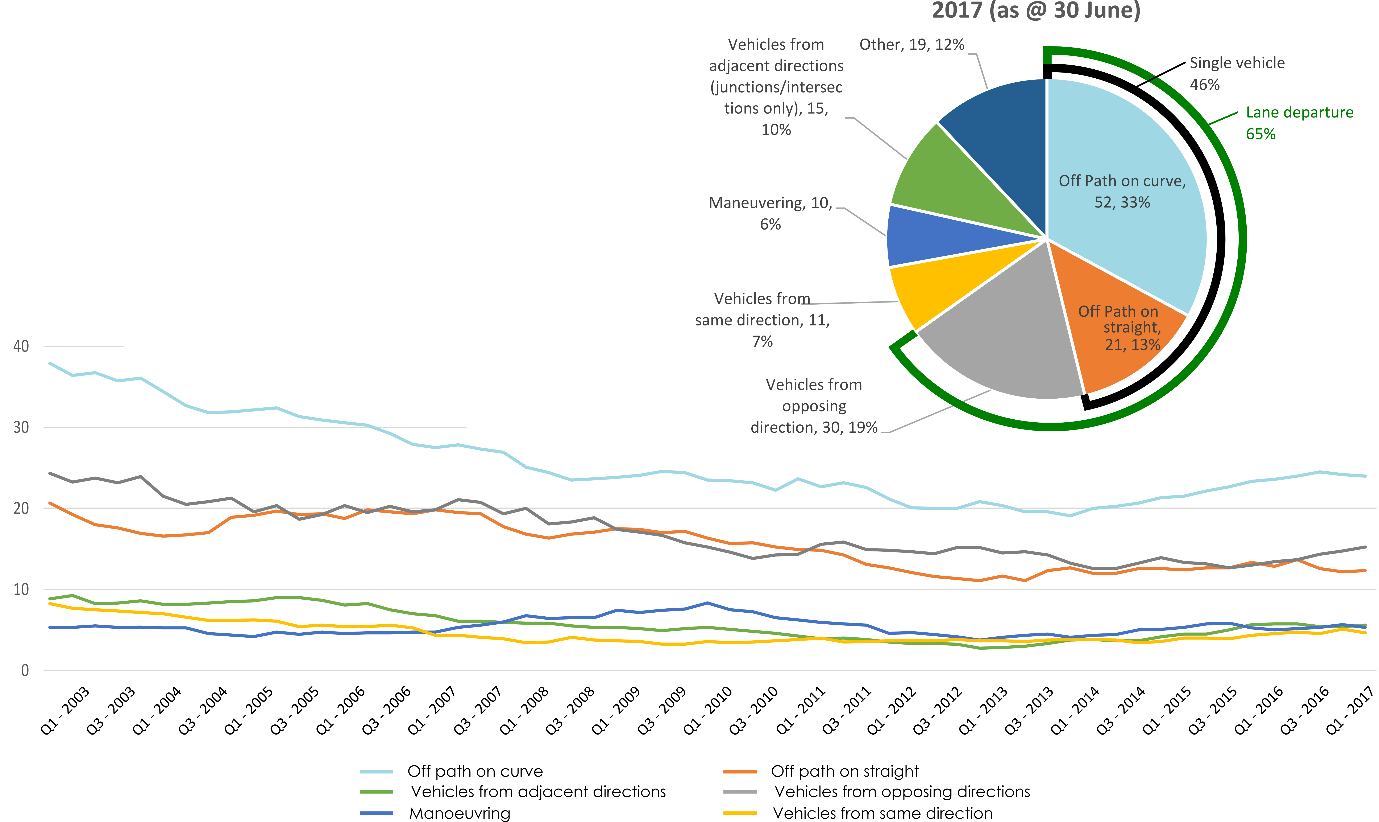 2017 (as @ 30 June)
Vehicles from
adjacent directions
(junctions/intersec
tions only), 15,
10%
Other, 19, 12%
Single vehicle
46%
Lane departure
65%
Off Path on curve,
52, 33%
Maneuvering, 10,
6%
Vehicles from
same direction, 11,
7%
Off Path on
straight,
21, 13%
Vehicles from
opposing
direction, 30, 19%
40
30
20
10
0
Q1 - 2003
Q3 - 2003
Q1 - 2004
Q3 - 2004
Q1 - 2005
Q3 - 2005
Q1 - 2006
Q3 - 2006
Q1 - 2007
Q3 - 2007
Q1 - 2008
Q3 - 2008
Q1 - 2009
Q3 - 2009
Q1 - 2010
Q3 - 2010
Q1 - 2011
Q3 - 2011
Q1 - 2012
Q3 - 2012
Q1 - 2013
Q3 - 2013
Q1 - 2014
Q3 - 2014
Q1 - 2015
Q3 - 2015
Q1 - 2016
Q3 - 2016
Q1 - 2017
Off path on curve
Off path on straight
Vehicles from adjacent directions
Vehicles from opposing directions
Manoeuvring
Vehicles from same direction